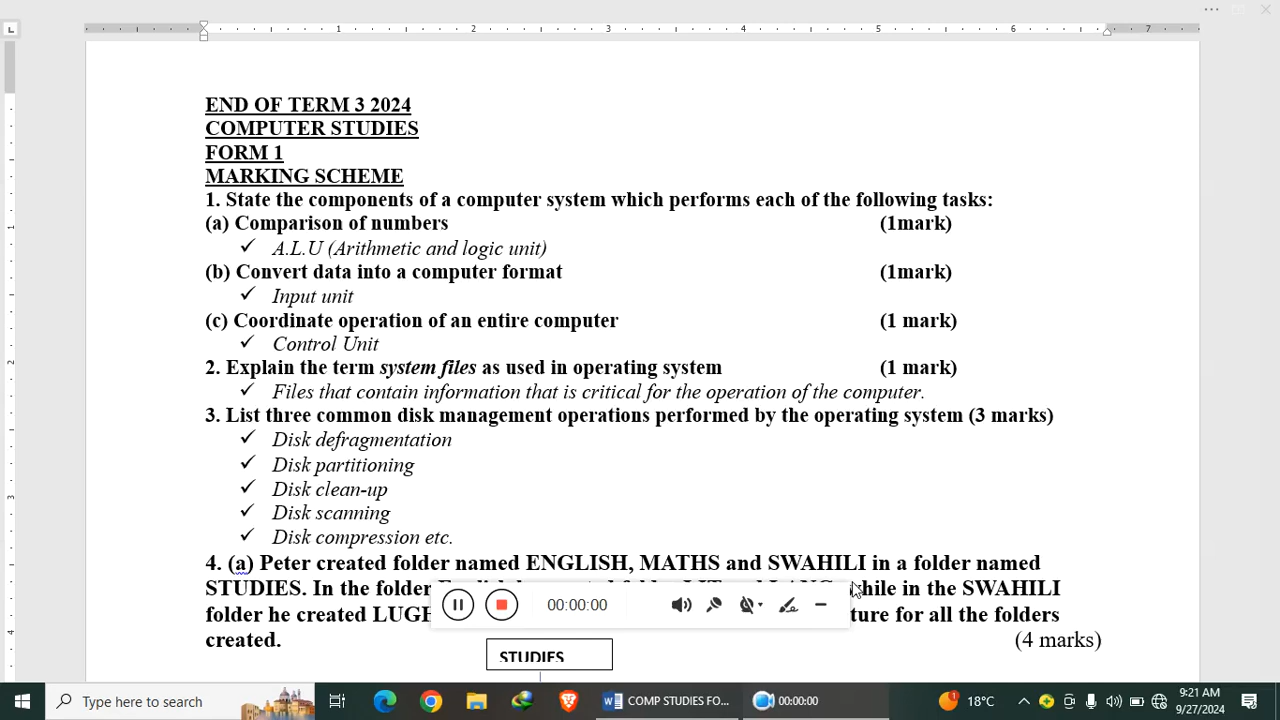 1 2 3 5 6 7
END OF TERM 3 2024
COMPUTER STUDIES
FORM 1
MARKING SCHEME
1. State the components of a computer system which performs each of the following tasks:
(a) Comparison of numbers (1mark)
✓ A.L.U (Arithmetic and logic unit)
(b) Convert data into a computer format (1mark)
✓ Input unit
(c) Coordinate operation of an entire computer (1 mark)
✓ Control Unit
2. Explain the term system files as used in operating system (1 mark)
✓ Files that contain information that is critical for the operation of the computer.
3. List three common disk management operations performed by the operating system (3 marks)
✓ Disk defragmentation
✓ Disk partitioning
✓ Disk clean-up
✓ Disk scanning
✓ Disk compression etc.
4. (a) Peter created folder named ENGLISH, MATHS and SWAHILI in a folder named
STUDIES. In the folder while in the SWAHILI
folder he created for all the folders
created. (4 marks)
STUDIES
00:00:00
Type here to search
COMP STUDIES FO...
00:00:00
1
18°C
9:21 AM
9/27/2024